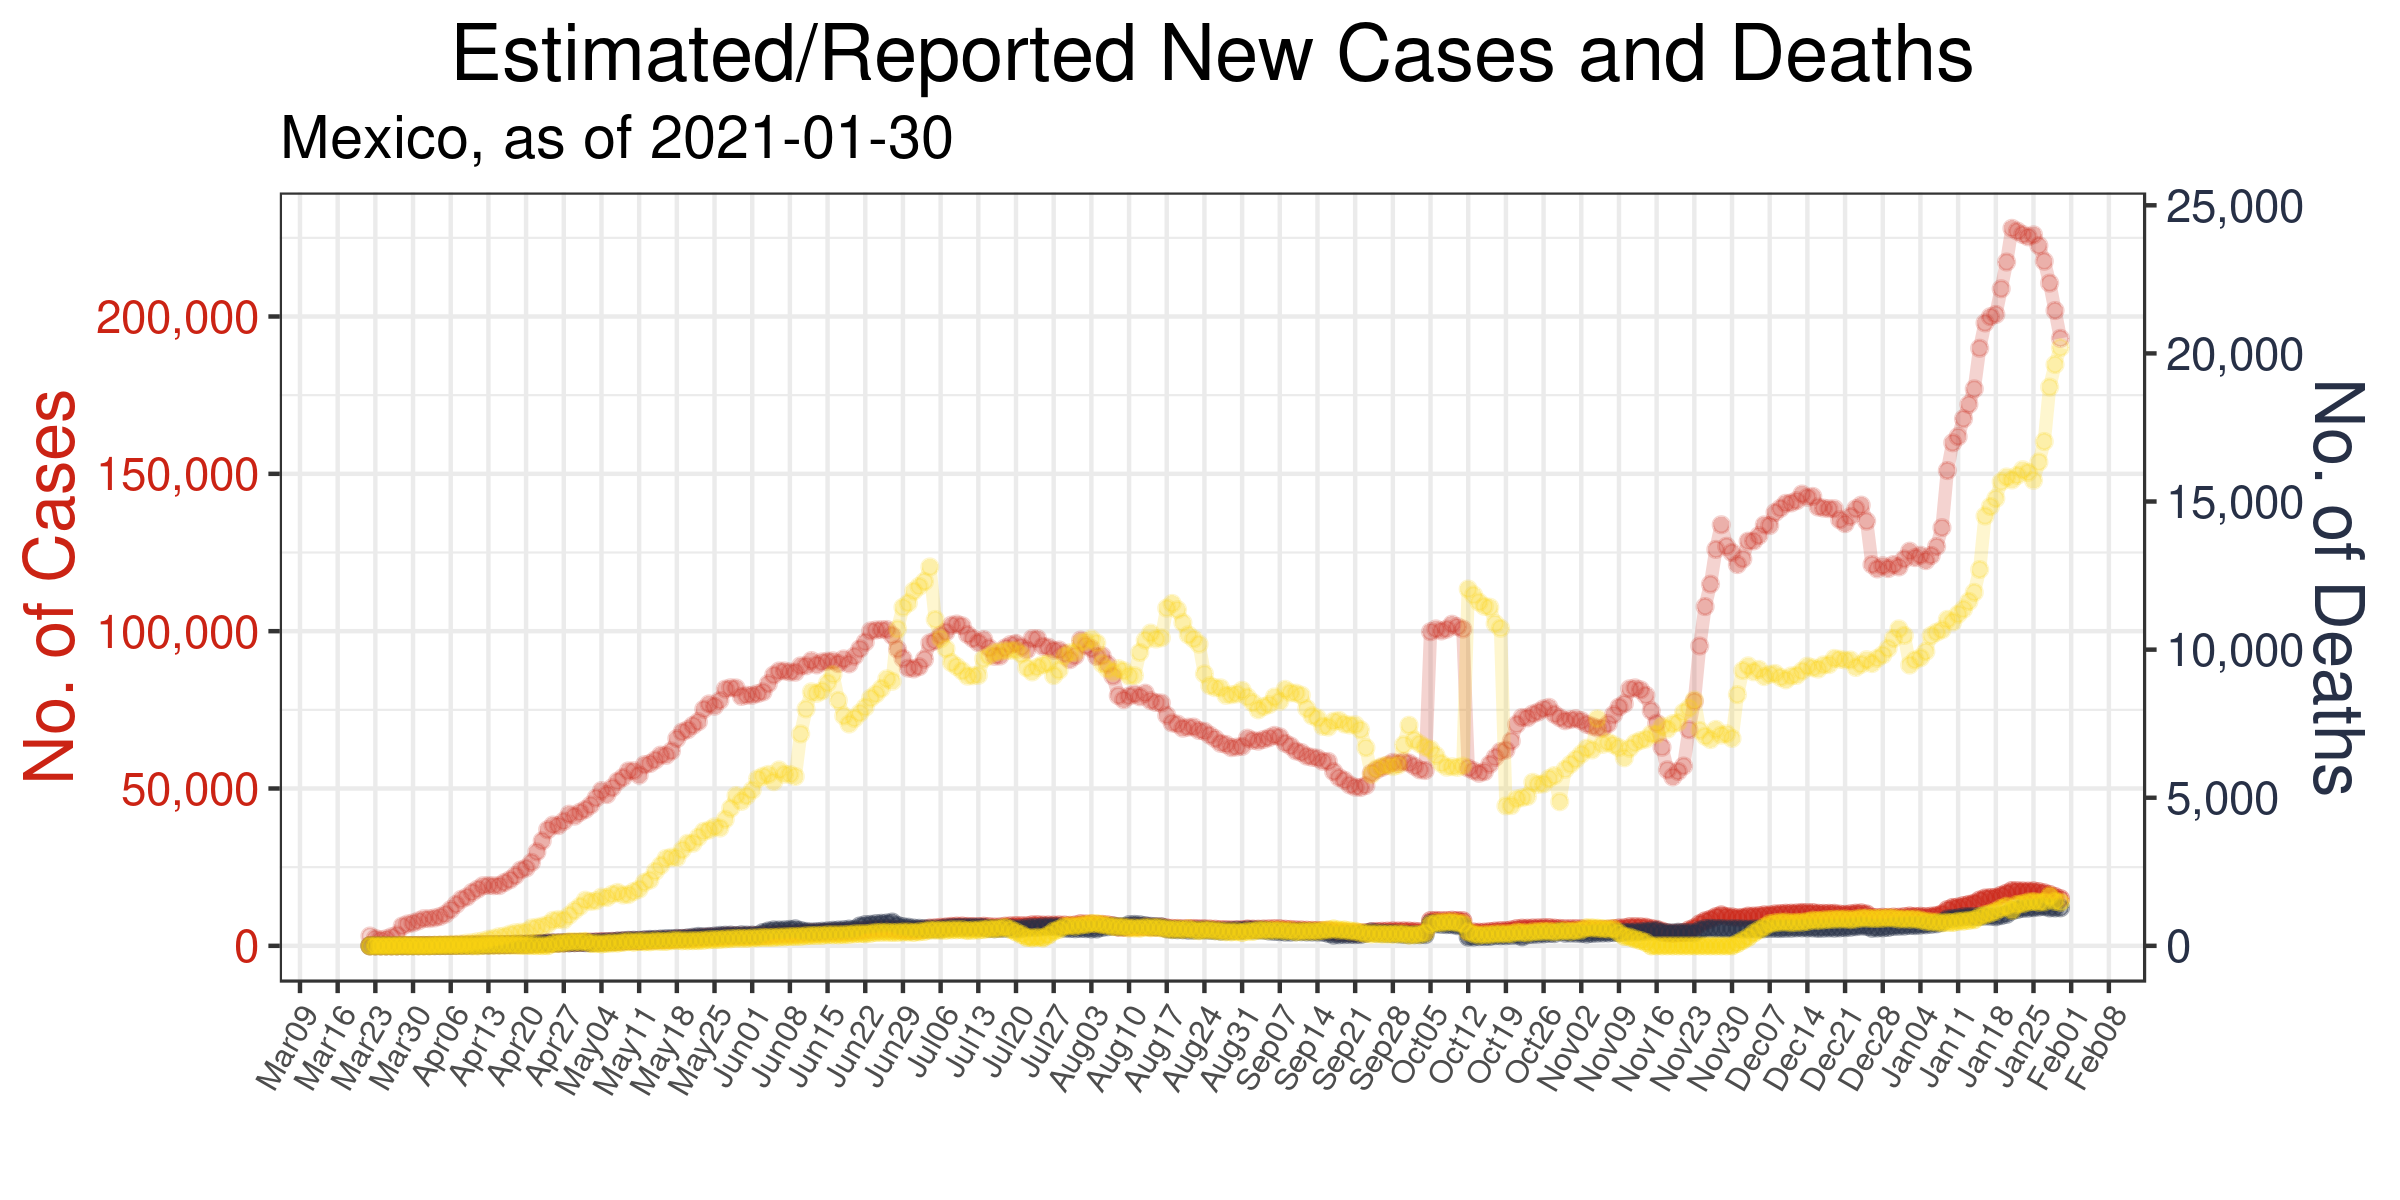 Estimated/Reported New Cases and Deaths
Mexico, as of 2021-01-30
No. of Cases
200,000
150,000
100,000
50,000
0
25,000
20,000
15,000
10,000
5,000
0
No. of Deaths
Mar09 Mar16 Mar23 Mar30 Apr06 Apr13 Apr20 Apr27 May04 May11 May18 May25 Jun01 Jun08 Jun15 Jun22 Jun29 Jul06 Jul13 Jul20 Jul27 Aug03 Aug10 Aug17 Aug24 Aug31 Sep07 Sep14 Sep21 Sep28 Oct05 Oct12 Oct19 Oct26 Nov02 Nov09 Nov16 Nov23 Nov30 Dec07 Dec14 Dec21 Dec28 Jan04 Jan11 Jan18 Jan25 Feb01 Feb08